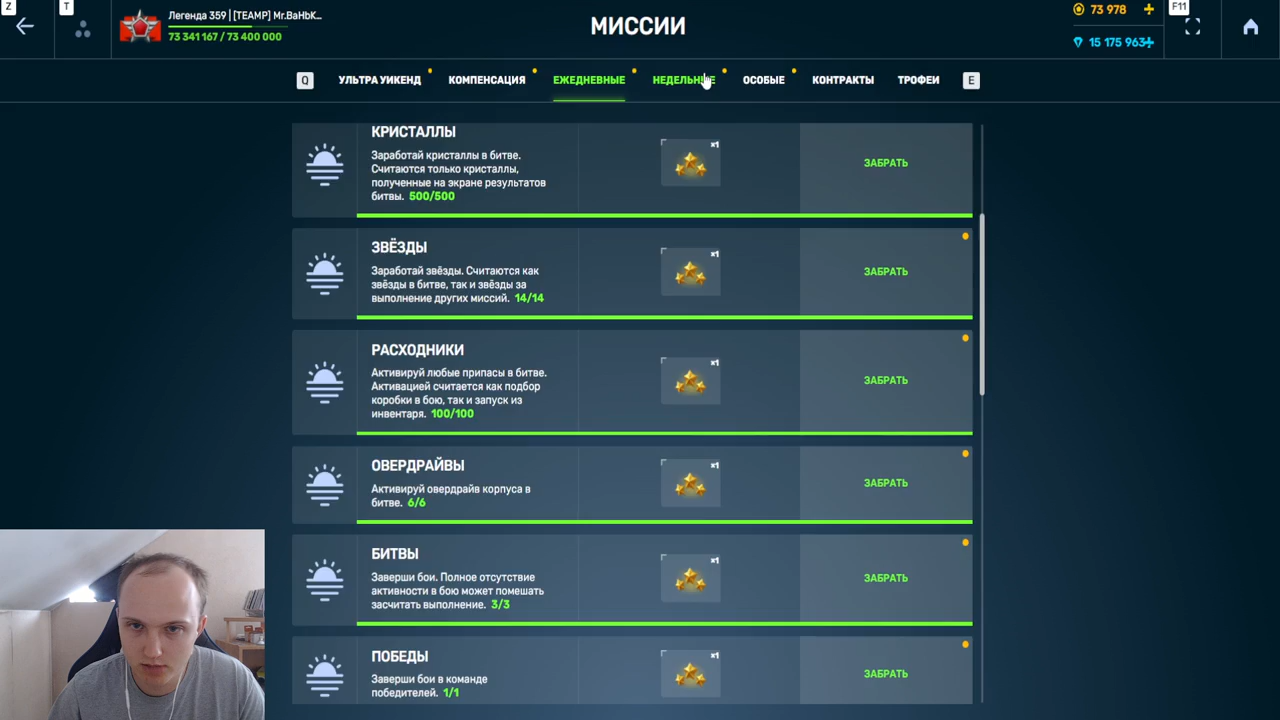 Z
T
Легенда 359 | [TEAMP] Mr.BaHbK...
73 341 167 / 73 400 000
МИССИИ
73 978
F11
15 175 963
Q
УЛЬТРА УИКЕНД
КОМПЕНСАЦИЯ
ЕЖЕДНЕВНЫЕ
НЕДЕЛЬНЫЕ
ОСОБЫЕ
КОНТРАКТЫ
ТРОФЕИ
E
КРИСТАЛЛЫ
Заработай кристаллы в битве.
Считаются только кристаллы,
полученные на экране результатов
битвы. 500/500
x1
ЗАБРАТЬ
ЗВЁЗДЫ
Заработай звёзды. Считаются как
звёзды в битве, так и звёзды за
выполнение других миссий. 14/14
x1
ЗАБРАТЬ
РАСХОДНИКИ
Активируй любые припасы в битве.
Активацией считается как подбор
коробки в бою, так и запуск из
инвентаря. 100/100
x1
ЗАБРАТЬ
ОВЕРДРАЙВЫ
Активируй овердрайв корпуса в
битве. 6/6
x1
ЗАБРАТЬ
БИТВЫ
Заверши бои. Полное отсутствие
активности в бою может помешать
засчитать выполнение. 3/3
x1
ЗАБРАТЬ
ПОБЕДЫ
Заверши бои в команде
победителей. 1/1
x1
ЗАБРАТЬ